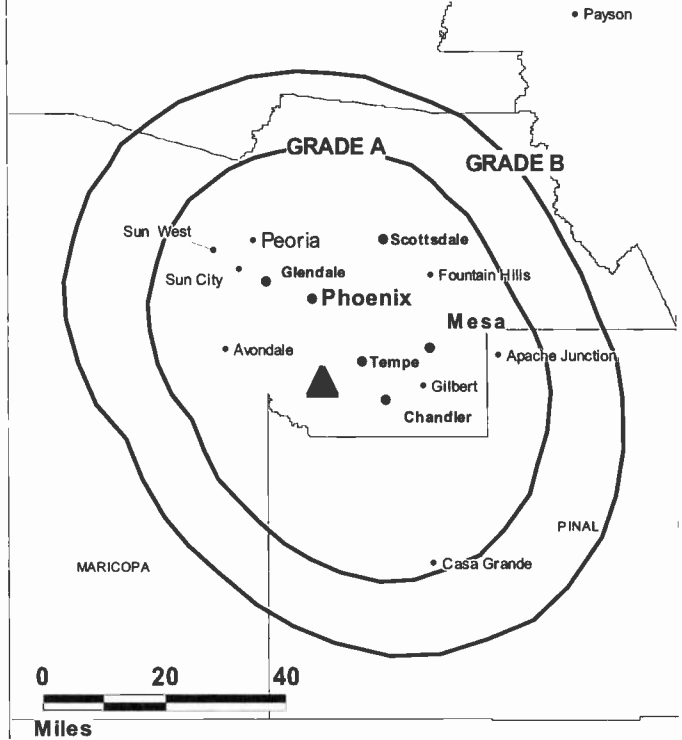 Payson
GRADE A
GRADE B
Sun West
Peoria
Scottsdale
Sun City
Glendale
Fountain Hills
Phoenix
Mesa
Avondale
Tempe
Apache Junction
Gilbert
Chandler
PINAL
MARICOPA
Casa Grande
0 20 40
Miles